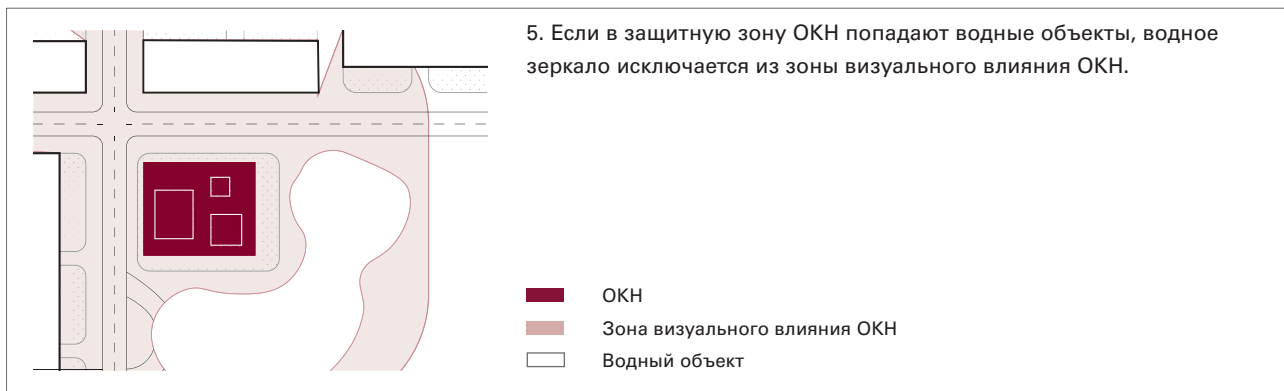 5. Если в защитную зону ОКН попадают водные объекты, водное
зеркало исключается из зоны визуального влияния ОКН.
ОКН
Зона визуального влияния ОКН
Водный объект